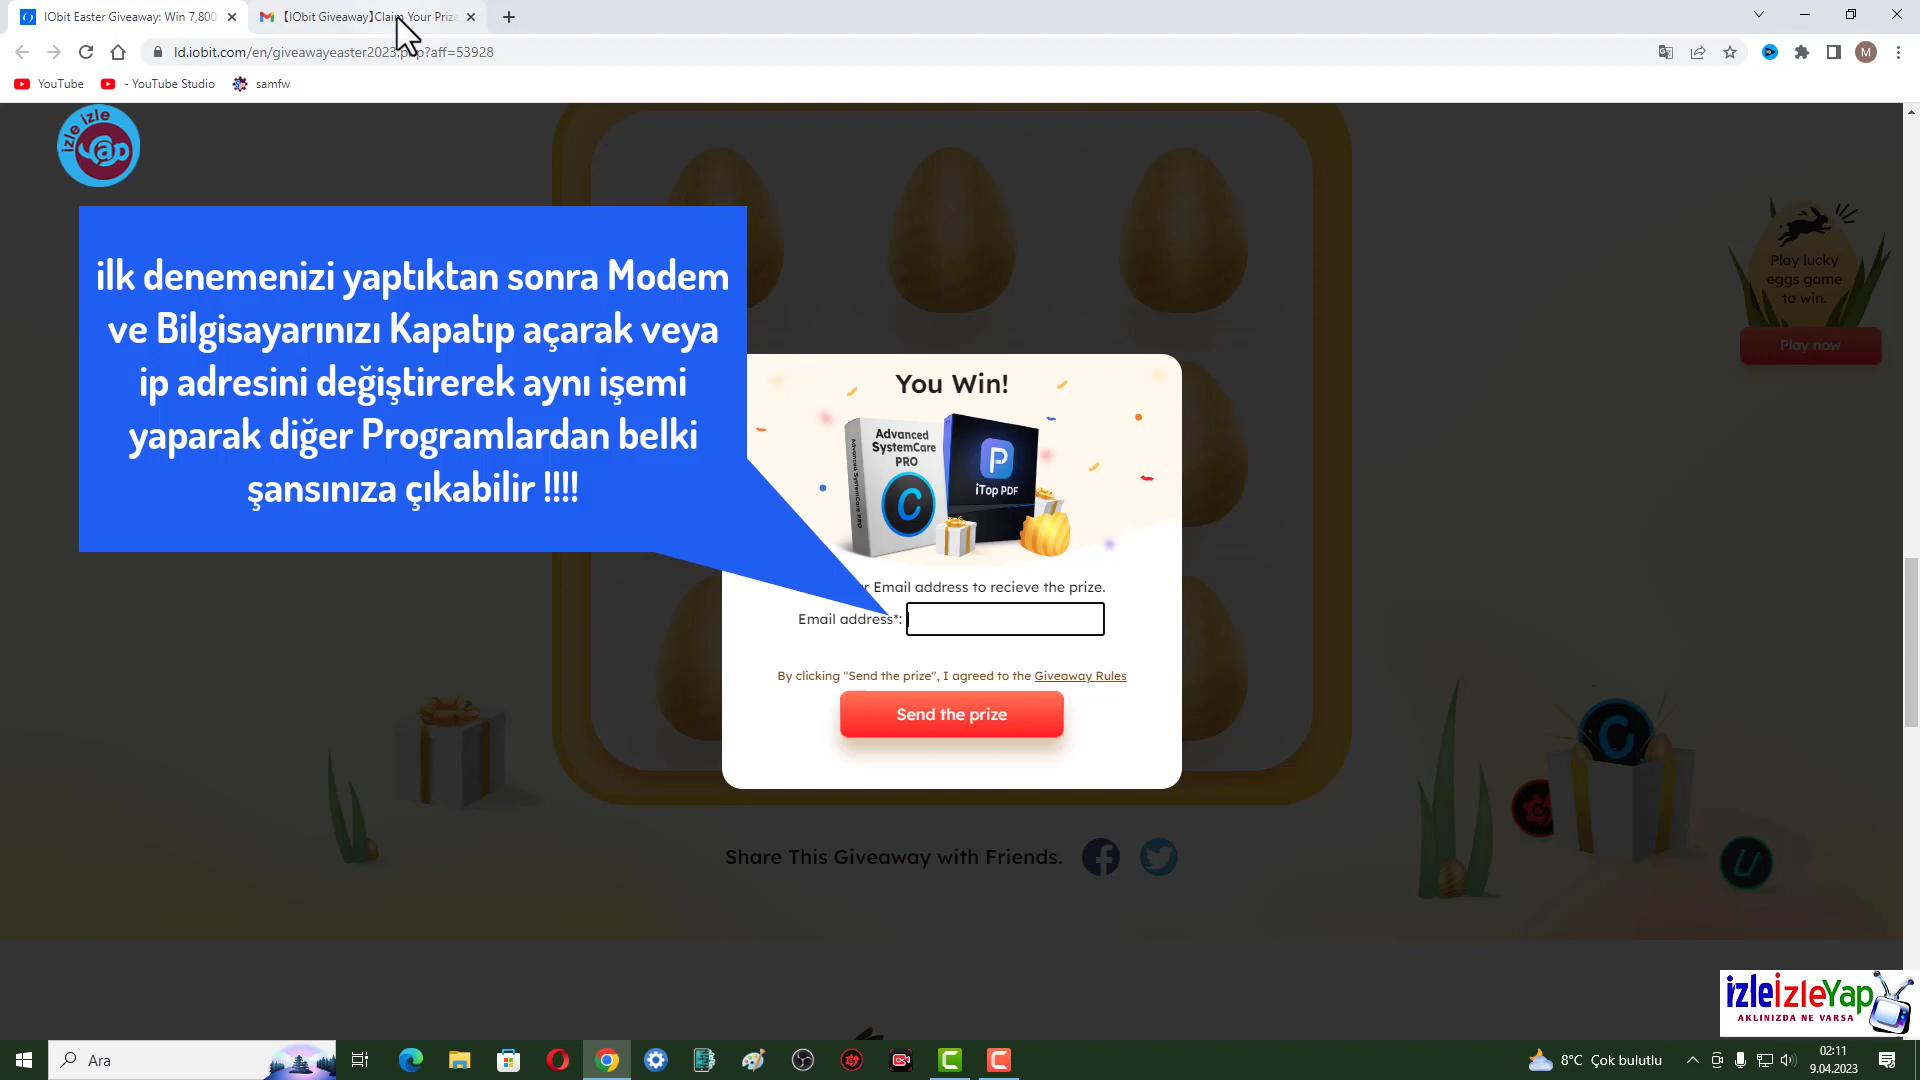 IObit Easter Giveaway: Win 7,800
【IObit Giveaway】Claim Your Prize
ld.iobit.com/en/giveawayeaster2023.php?aff=53928
M
YouTube
- YouTube Studio
samfw
izle izle
yap
ilk denemenizi yaptıktan sonra Modem
ve Bilgisayarınızı Kapatıp açarak veya
ip adresini değiştirerek aynı işemi
yaparak diğer Programlardan belki
şansınıza çıkabilir !!!!
Play lucky
eggs game
to win.
Play now
You Win!
Advanced
SystemCare
PRO
Advanced SystemCare PRO
iTop PDF
Email address to recieve the prize.
Email address*:
By clicking "Send the prize", I agreed to the Giveaway Rules
Send the prize
Share This Giveaway with Friends.
izleizleYap
AKLINIZDA NE VARSA
Ara
8°C Çok bulutlu
02:11
9.04.2023